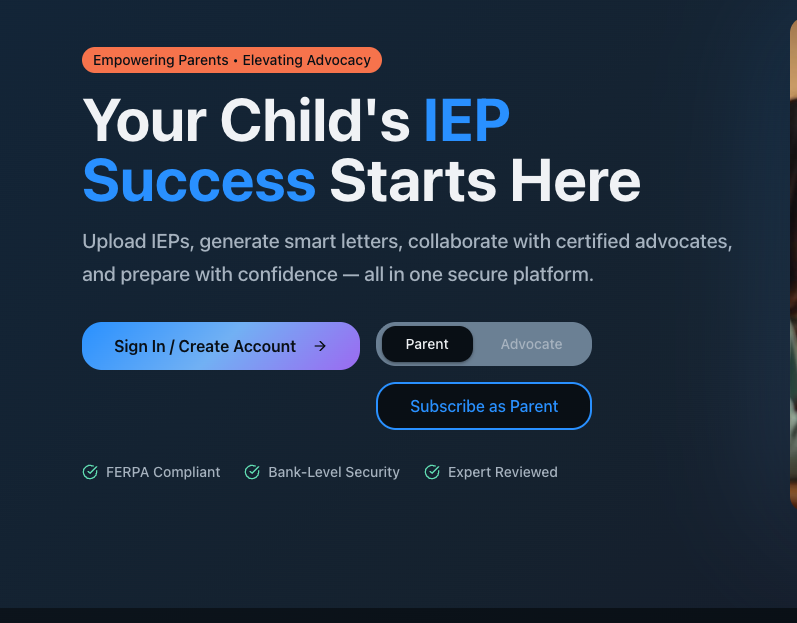 Empowering Parents • Elevating Advocacy
Your Child's IEP
Success Starts Here
Upload IEPs, generate smart letters, collaborate with certified advocates,
and prepare with confidence — all in one secure platform.
Sign In / Create Account →
Parent
Advocate
Subscribe as Parent
FERPA Compliant
Bank-Level Security
Expert Reviewed